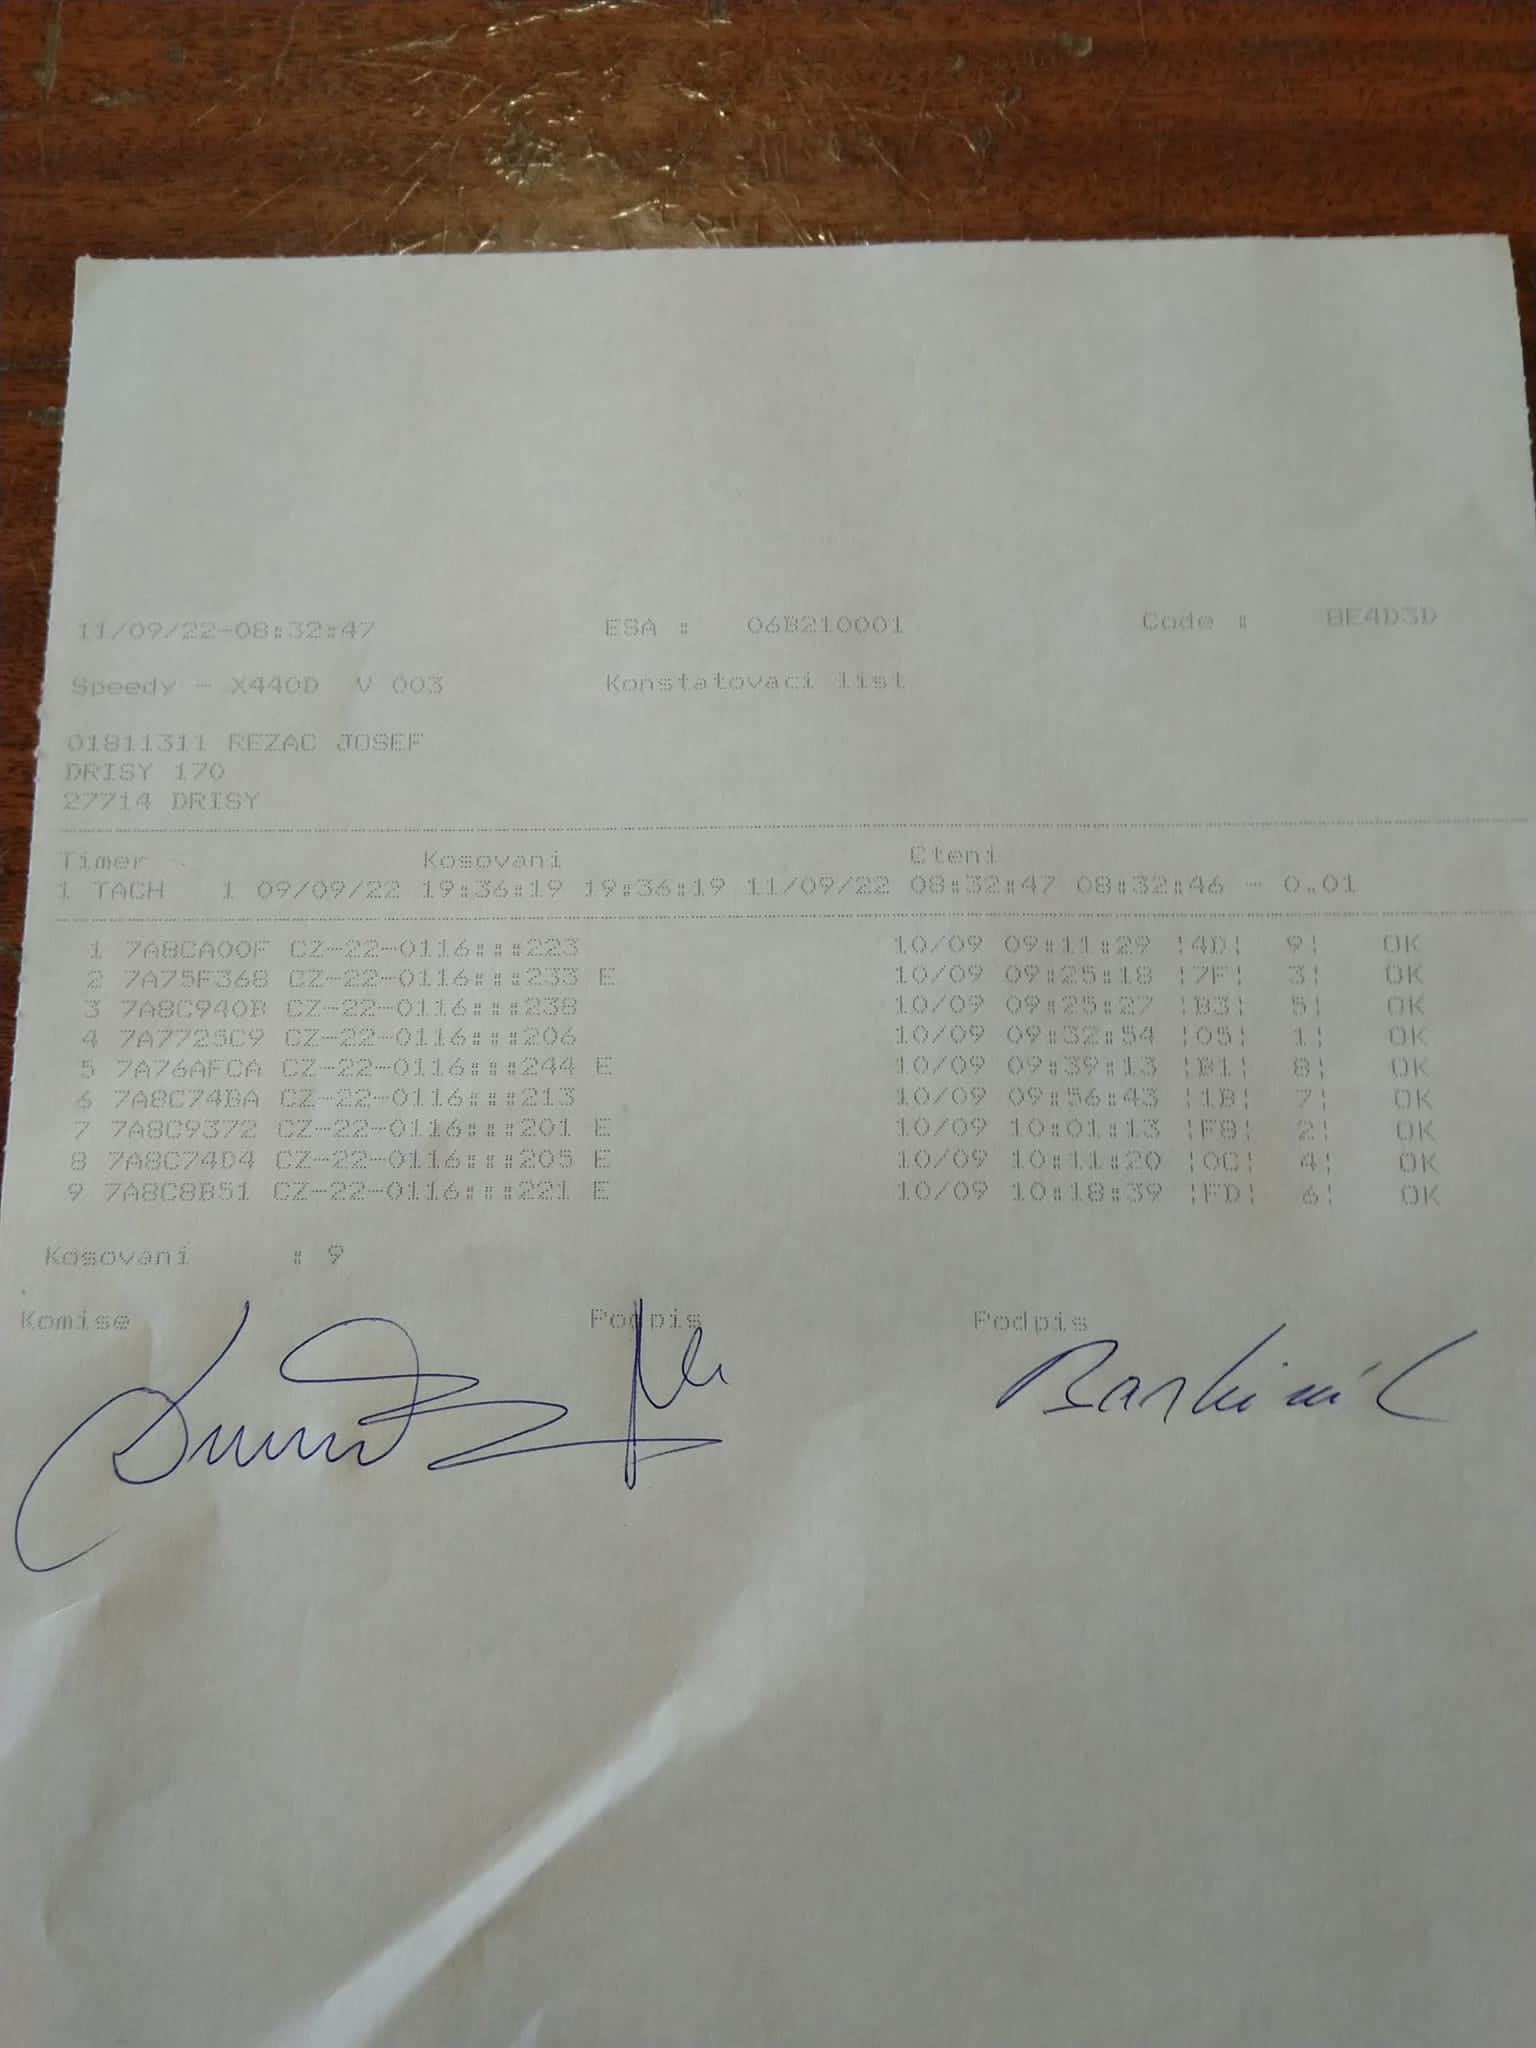 11/09/22-08:32:47 ESA : 06B210001 Code : 8E4D3D
Speedy - X440D V 003 Konstatovaci list
01811311 REZAC JOSEF
DRISY 170
27714 DRISY
Timer Kosovani Cteni
1 TACH 1 09/09/22 19:36:19 19:36:19 11/09/22 08:32:47 08:32:46 - 0.01
1 7A8CA00F CZ-22-0116:::223 10/09 09:11:29 |4D| 9| OK
2 7A75F368 CZ-22-0116:::233 E 10/09 09:25:18 |7F| 3| OK
3 7A8C940B CZ-22-0116:::238 10/09 09:25:27 |B3| 5| OK
4 7A7725C9 CZ-22-0116:::206 10/09 09:32:54 |05| 1| OK
5 7A76AFCA CZ-22-0116:::244 E 10/09 09:39:13 |B1| 8| OK
6 7A8C74BA CZ-22-0116:::213 10/09 09:56:43 |1B| 7| OK
7 7A8C9372 CZ-22-0116:::201 E 10/09 10:01:13 |F8| 2| OK
8 7A8C74D4 CZ-22-0116:::205 E 10/09 10:11:20 |0C| 4| OK
9 7A8C8B51 CZ-22-0116:::221 E 10/09 10:18:39 |FD| 6| OK
Kosovani : 9
Komise Podpis Podpis